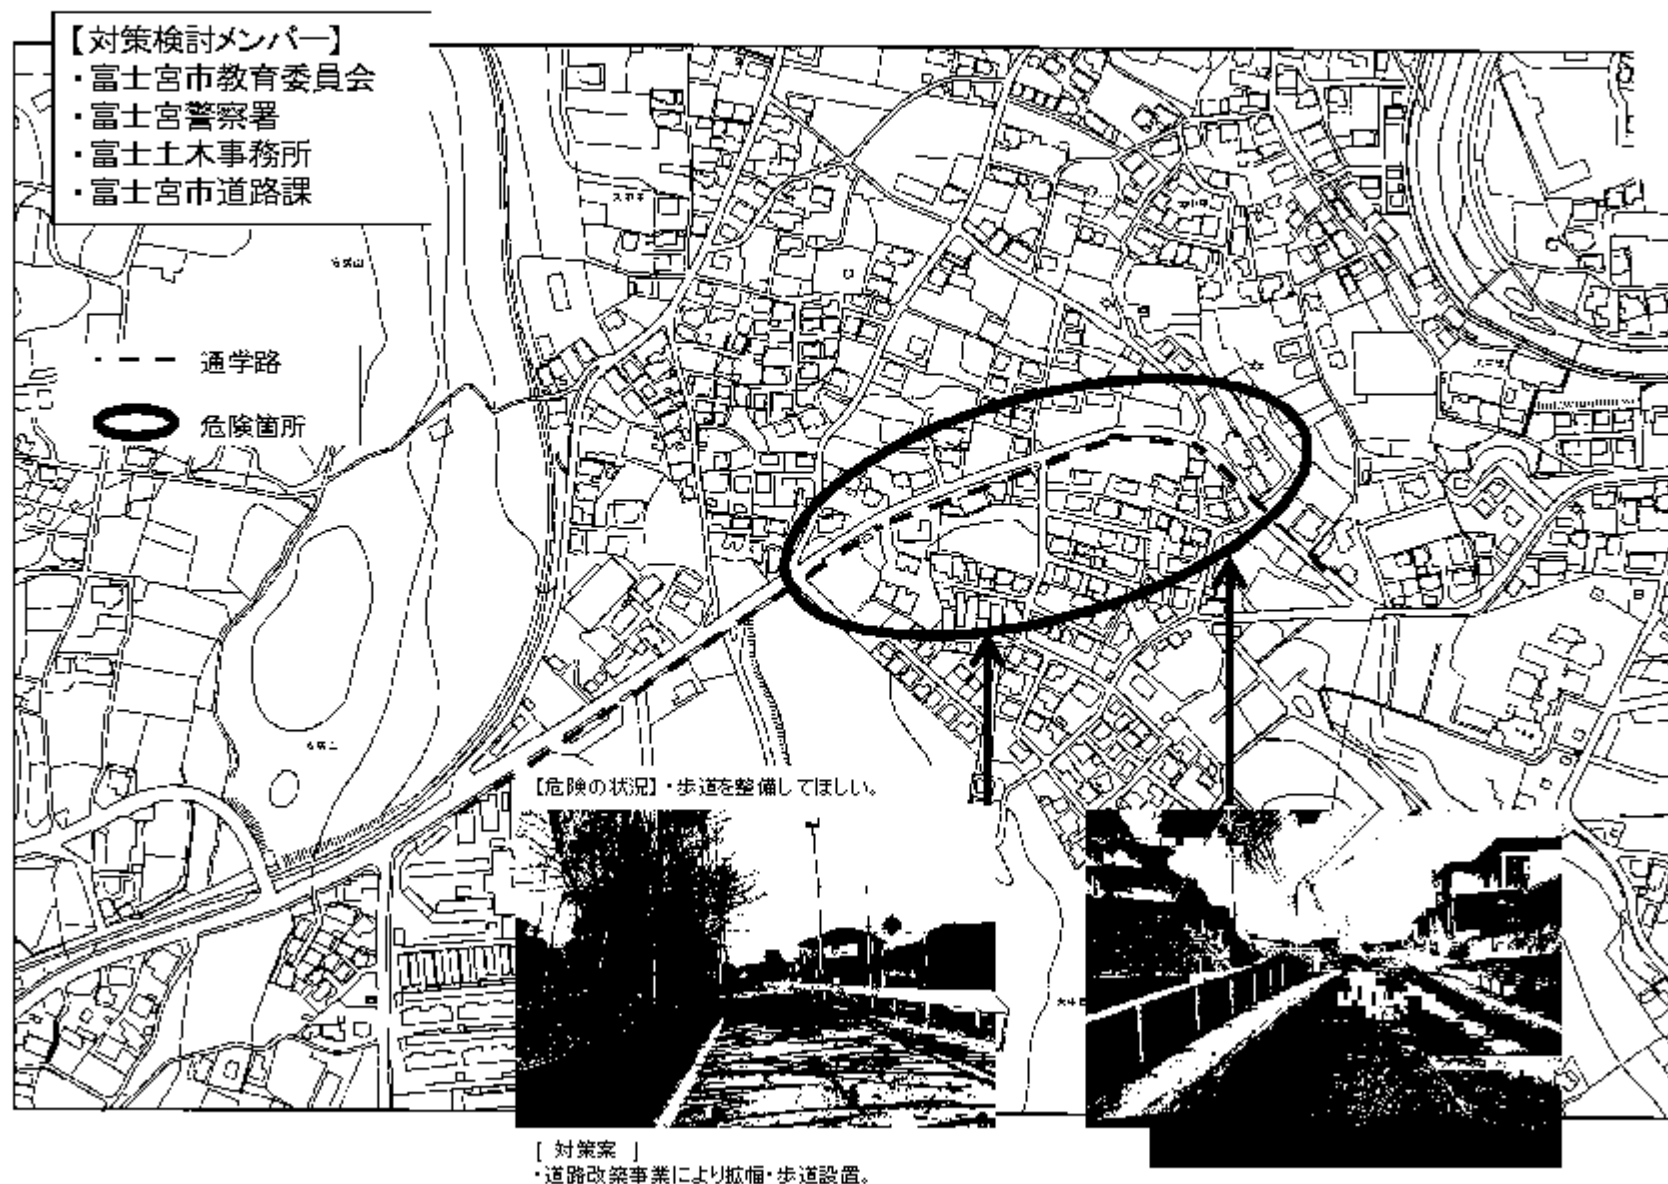 【対策検討メンバー】
・富士宮市教育委員会
・富士宮警察署
・富士土木事務所
・富士宮市道路課
通学路
危険箇所
【危険の状況】・歩道を整備してほしい。
[ 対策案 ]
・道路改築事業により拡幅・歩道設置。